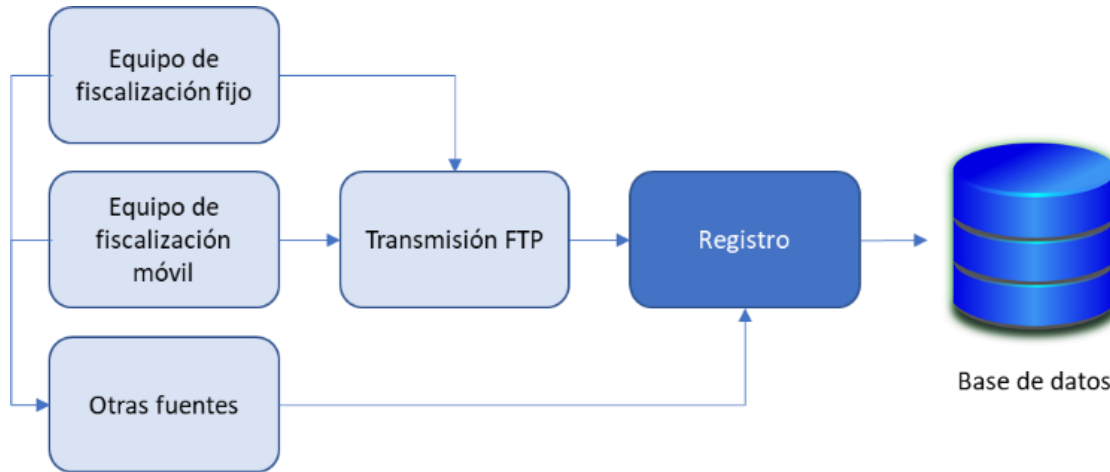 Equipo de
fiscalización fijo
Equipo de
fiscalización
móvil
Transmisión FTP
Registro
Otras fuentes
Base de datos